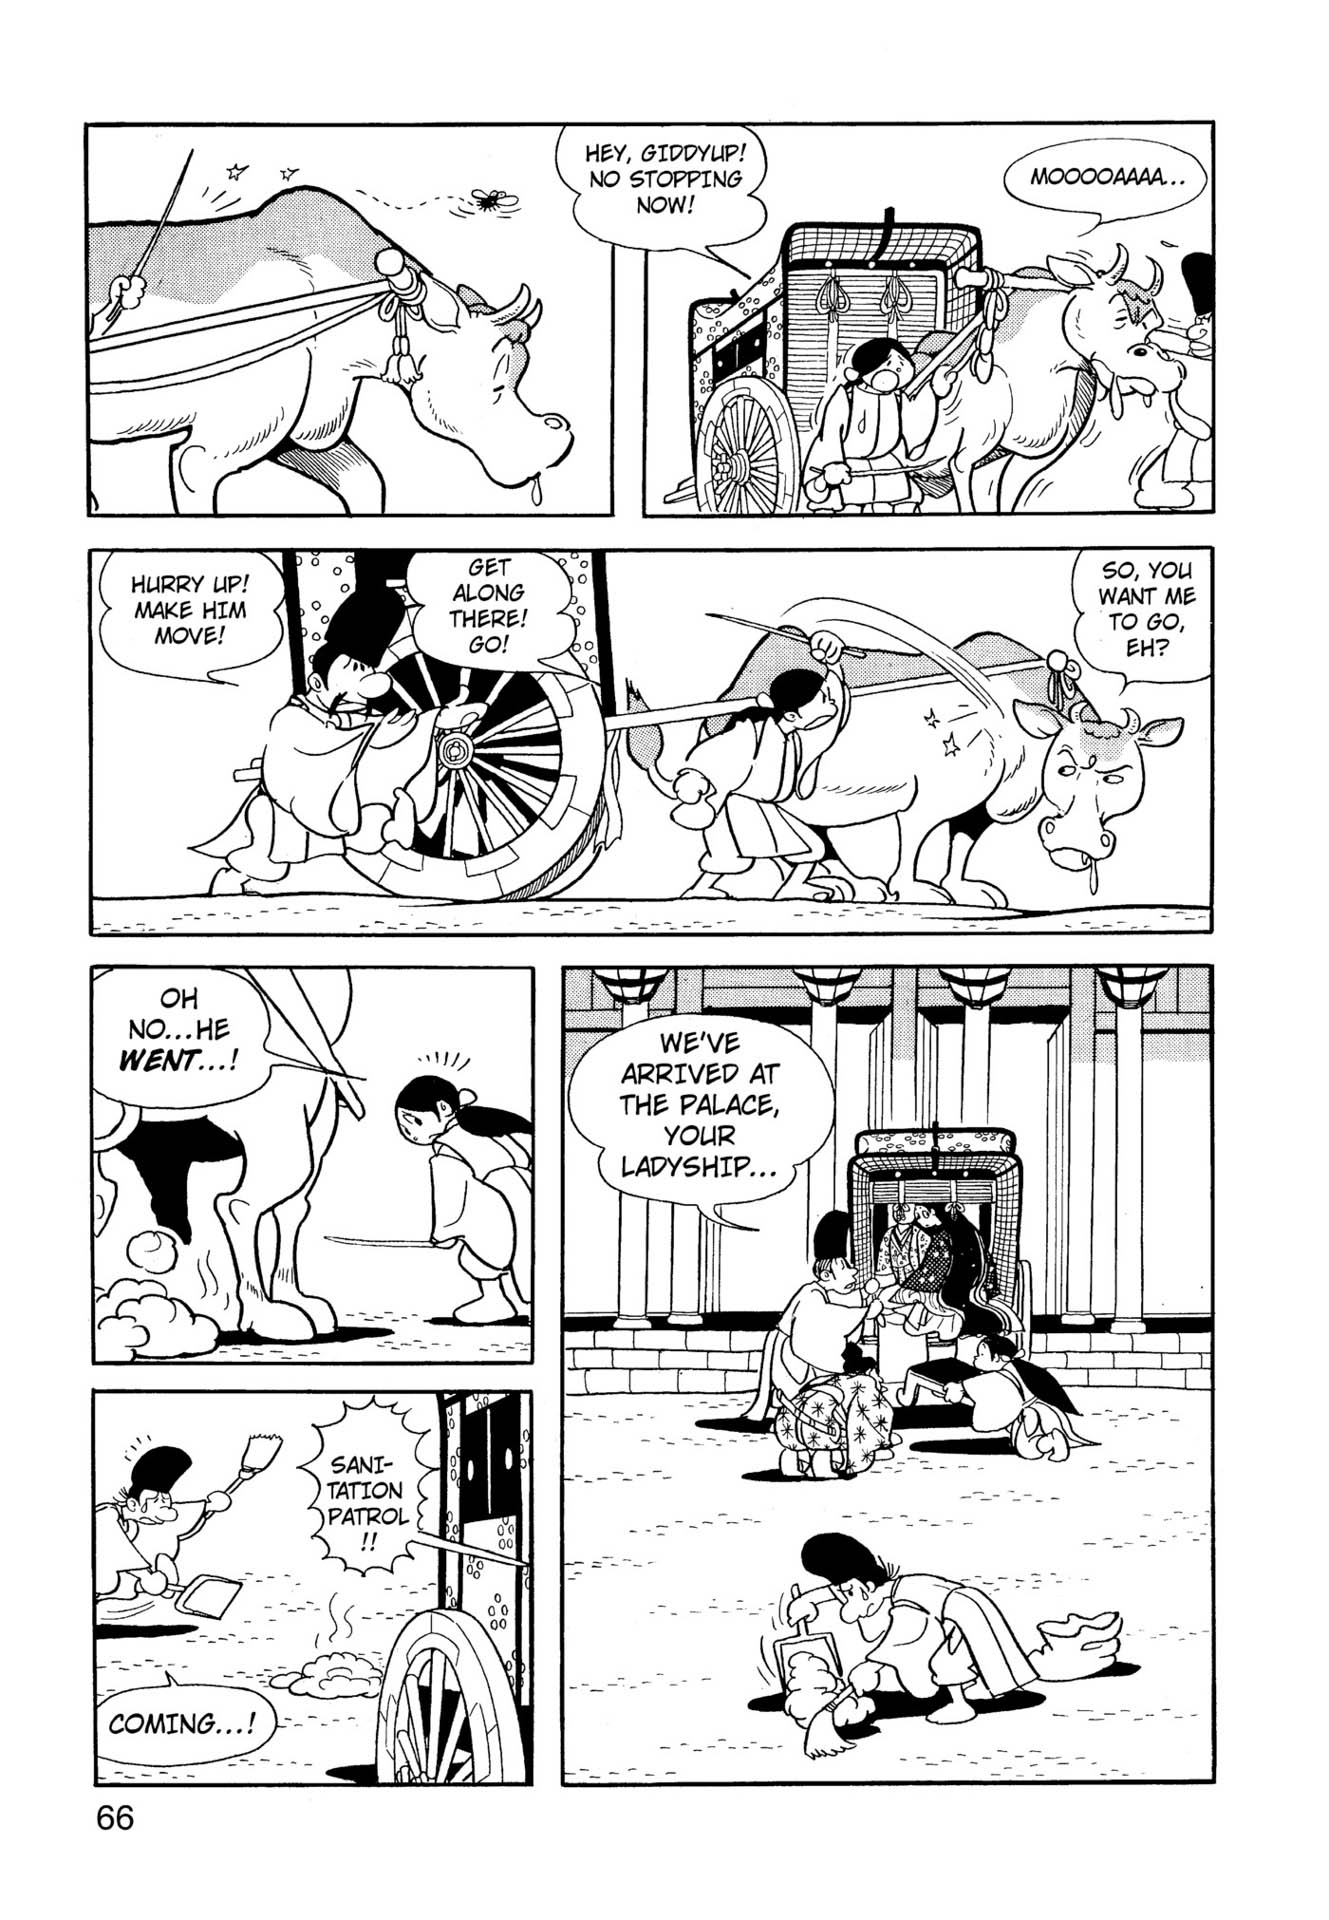 HEY, GIDDYUP!
NO STOPPING
NOW!
MOOOOAAAA...
HURRY UP!
MAKE HIM
MOVE!
GET
ALONG
THERE!
GO!
SO, YOU
WANT ME
TO GO,
EH?
OH
NO...HE
WENT...!
SANI-
TATION
PATROL
!!
COMING...!
WE'VE
ARRIVED AT
THE PALACE,
YOUR
LADYSHIP...
66